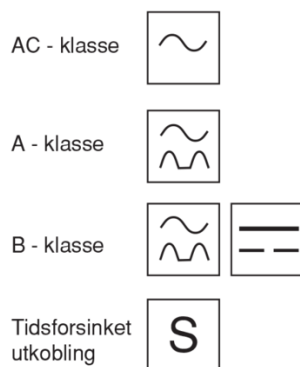 AC - klasse
A - klasse
B - klasse
Tidsforsinket
utkobling
S